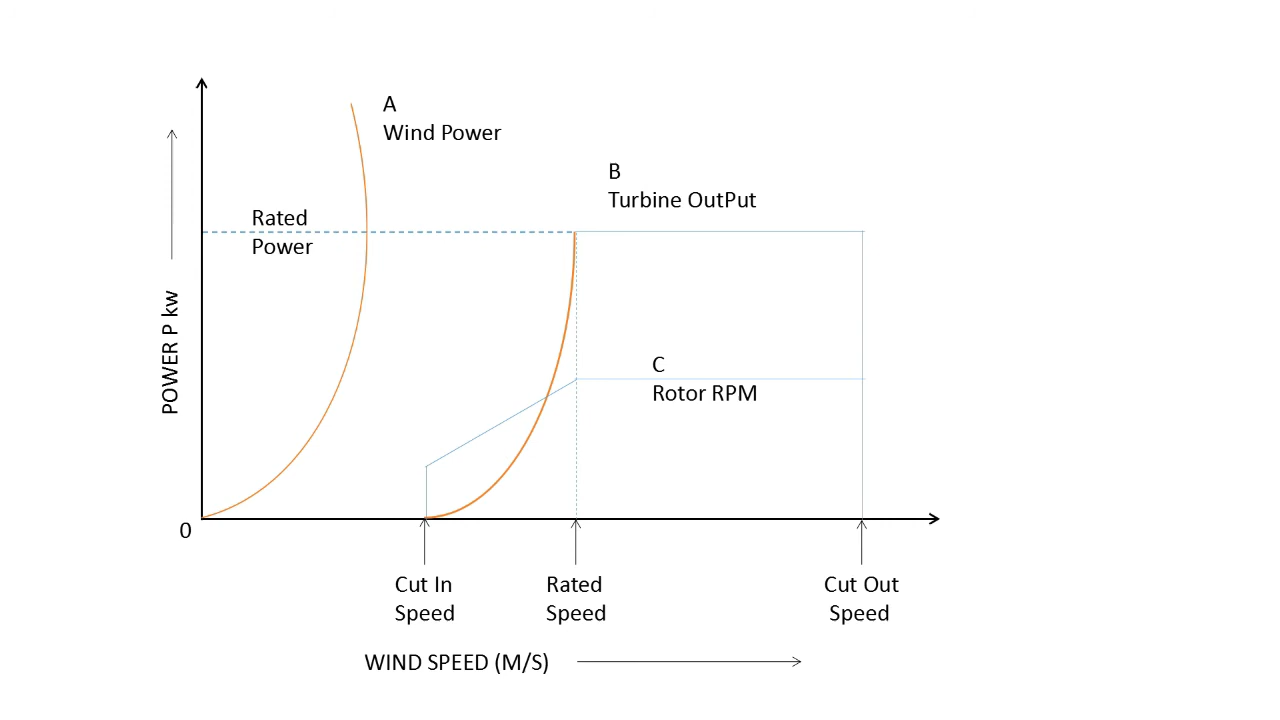 A
Wind Power
B
Turbine OutPut
Rated
Power
POWER P kw
C
Rotor RPM
0
Cut In
Speed
Rated
Speed
Cut Out
Speed
WIND SPEED (M/S)